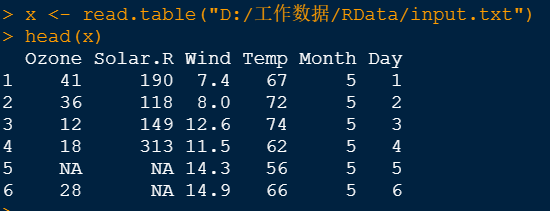 > x <- read.table("D:/工作数据/RData/input.txt")
> head(x)
  Ozone Solar.R Wind Temp Month Day
1    41     190  7.4   67     5   1
2    36     118  8.0   72     5   2
3    12     149 12.6   74     5   3
4    18     313 11.5   62     5   4
5    NA      NA 14.3   56     5   5
6    28      NA 14.9   66     5   6
>